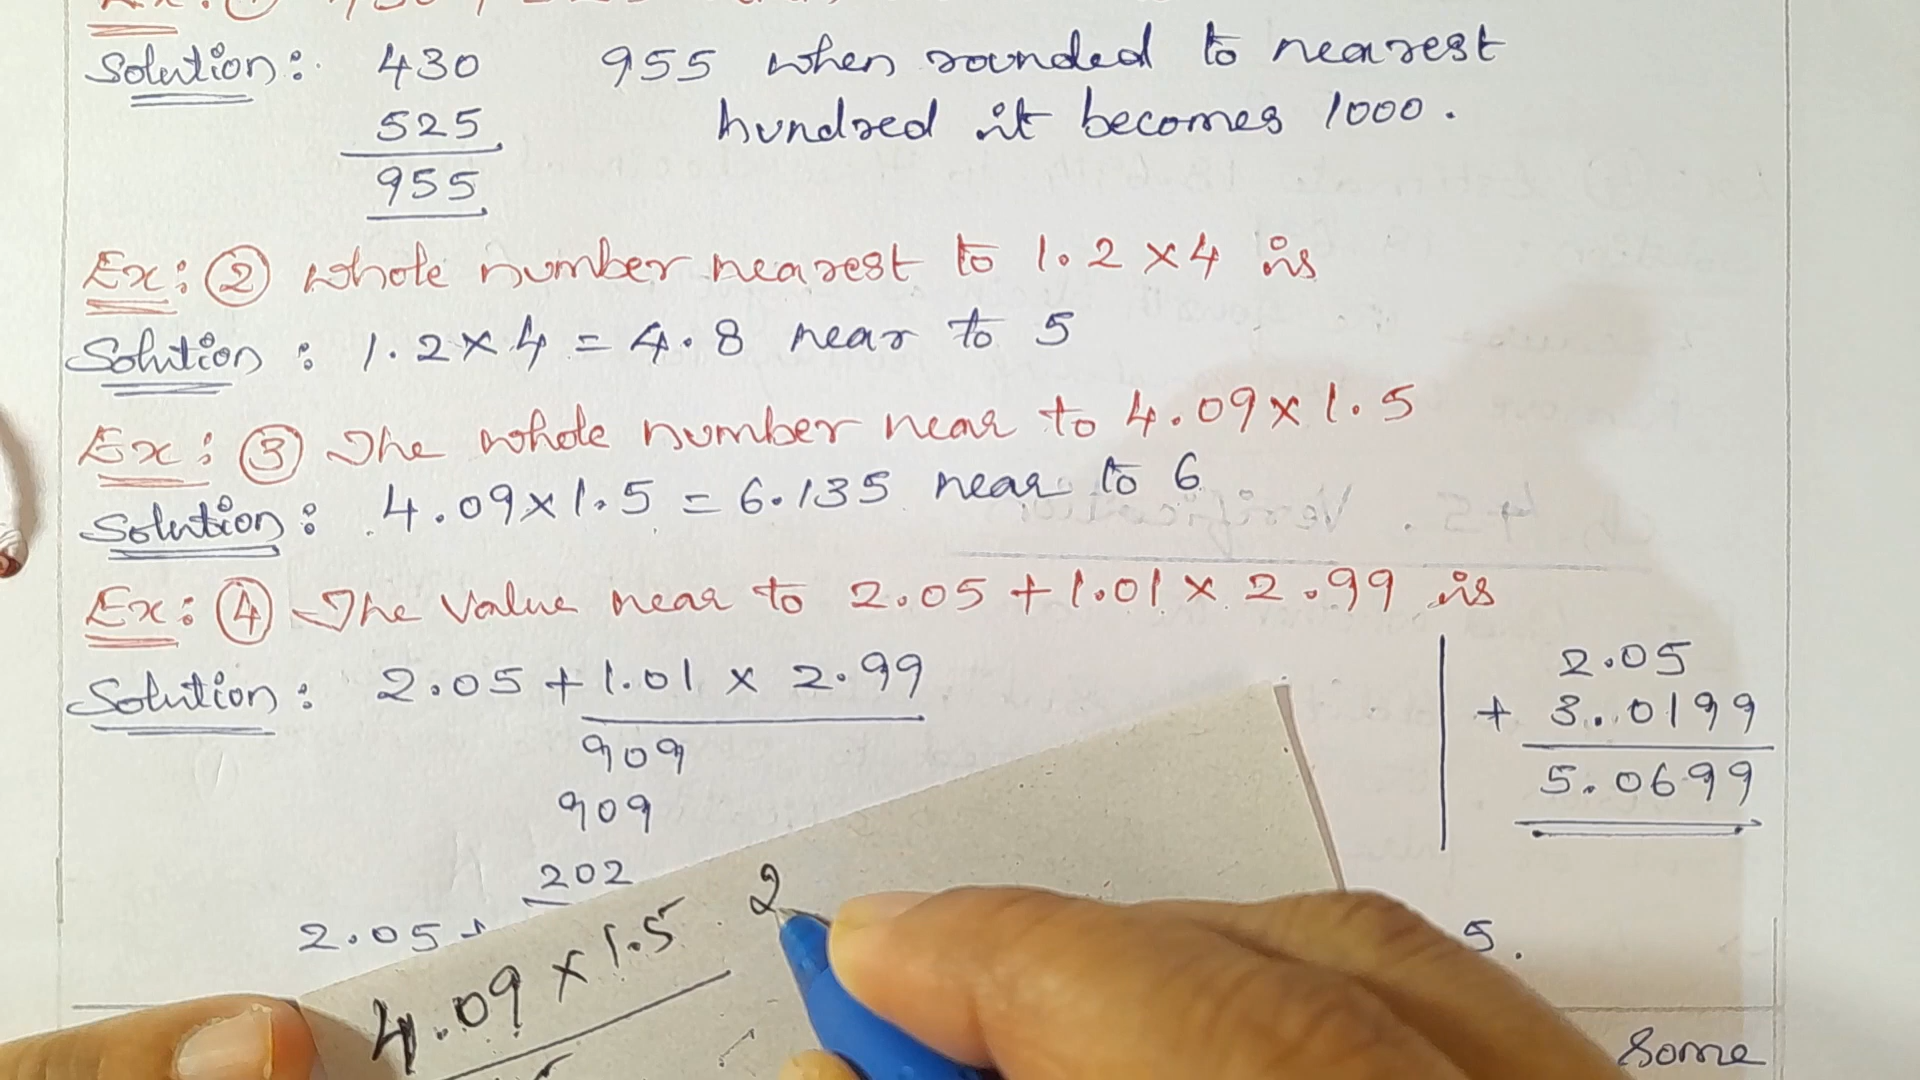 Solution: 430
525
955
955 when rounded to nearest
hundred it becomes 1000.
Ex: ② whole number nearest to 1.2 × 4 is
Solution: 1.2 × 4 = 4.8 near to 5
Ex: ③ The whole number near to 4.09 × 1.5
Solution: 4.09 × 1.5 = 6.135 near to 6
Ex: ④ The value near to 2.05 + 1.01 × 2.99 is
Solution: 2.05 + 1.01 × 2.99
909
909
202
2.05 +
2.05
+ 3.0199
5.0699
5.
4.09 × 1.5
2
Some